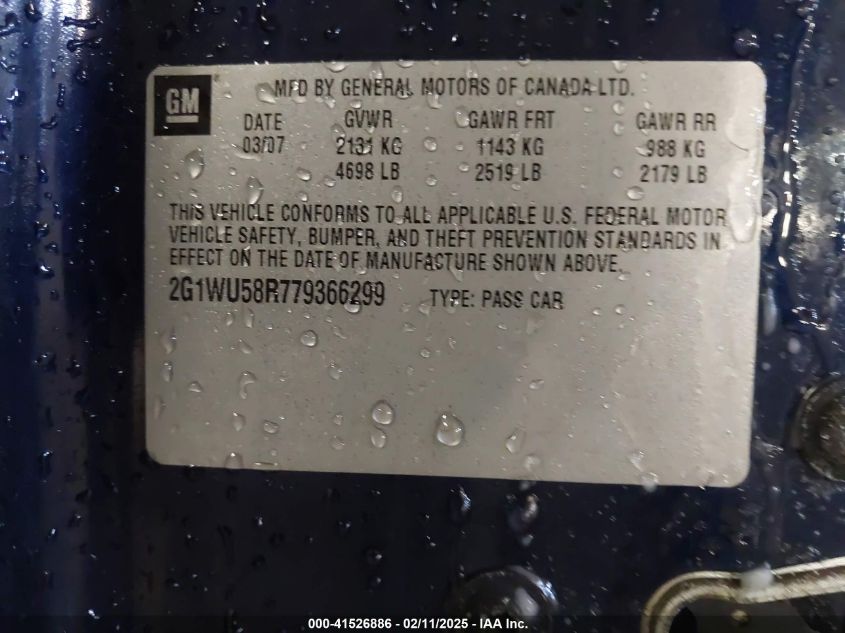 GM
MFD BY GENERAL MOTORS OF CANADA LTD.
DATE GVWR GAWR FRT GAWR RR
03/07 2131 KG 1143 KG 988 KG
4698 LB 2519 LB 2179 LB
THIS VEHICLE CONFORMS TO ALL APPLICABLE U.S. FEDERAL MOTOR
VEHICLE SAFETY, BUMPER, AND THEFT PREVENTION STANDARDS IN
EFFECT ON THE DATE OF MANUFACTURE SHOWN ABOVE.
2G1WU58R779366299 TYPE: PASS CAR
000-41526886 - 02/11/2025 - IAA Inc.